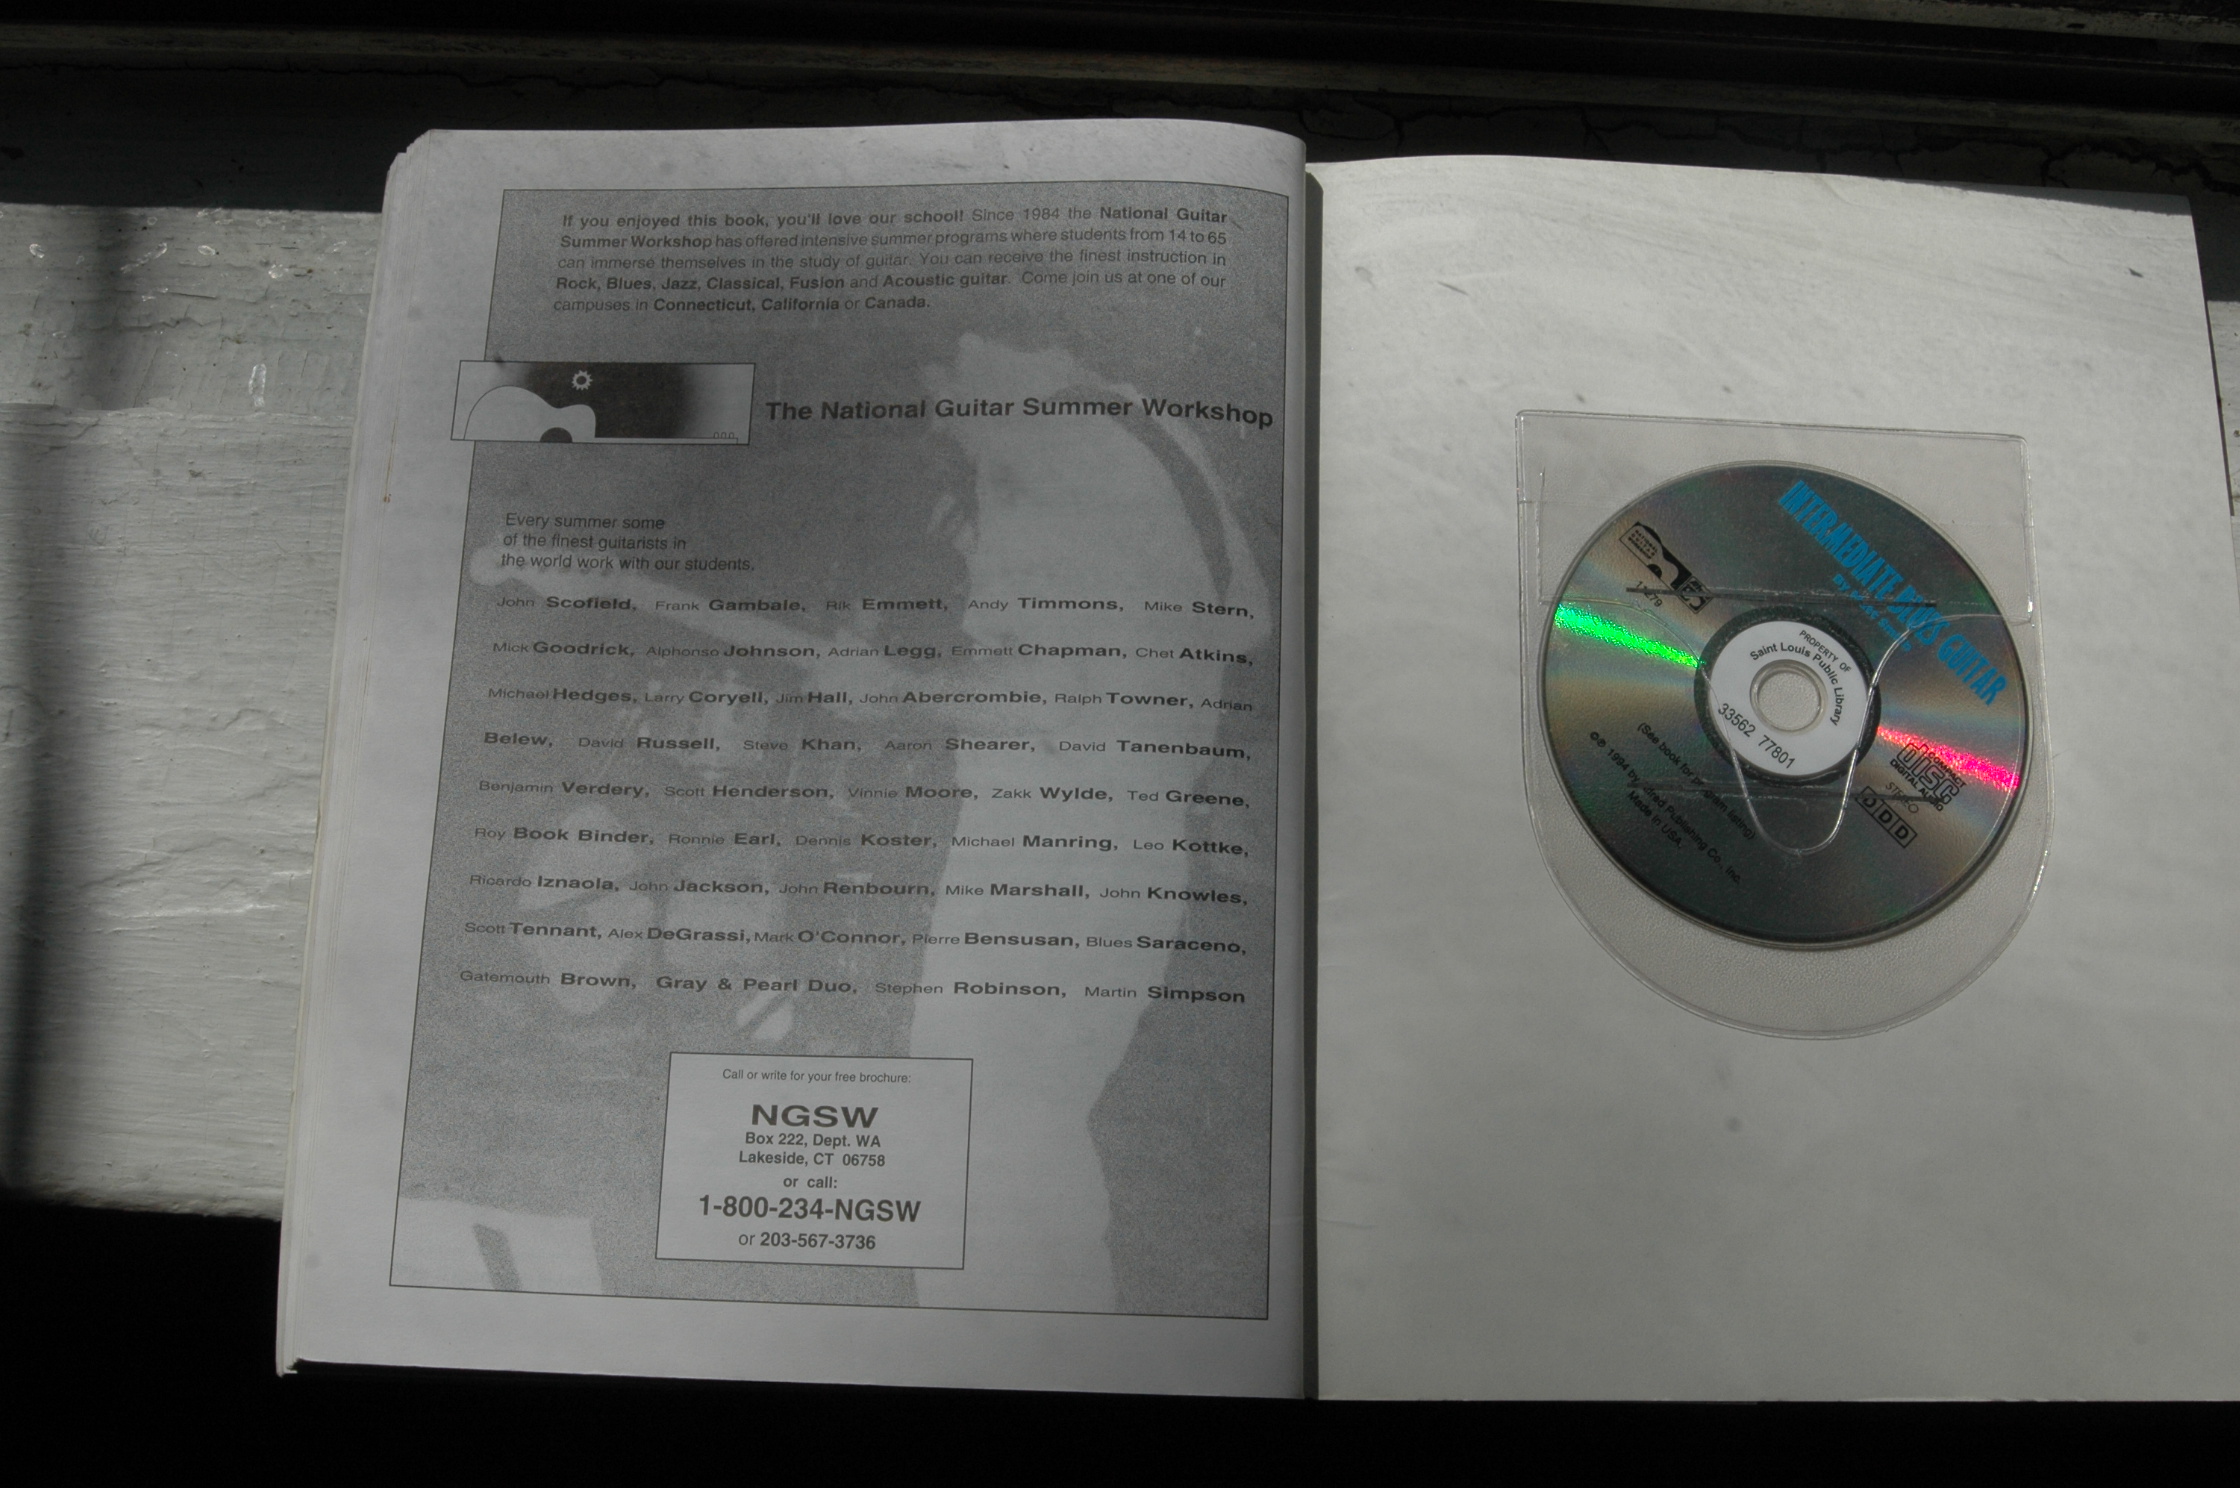 If you enjoyed this book, you'll love our school! Since 1984 the National Guitar
Summer Workshop has offered intensive summer programs where students from 14 to 65
can immerse themselves in the study of guitar. You can receive the finest instruction in
Rock, Blues, Jazz, Classical, Fusion and Acoustic guitar. Come join us at one of our
campuses in Connecticut, California or Canada.
The National Guitar Summer Workshop
Every summer some
of the finest guitarists in
the world work with our students.
John Scofield, Frank Gambale, Rik Emmett, Andy Timmons, Mike Stern,
Mick Goodrick, Alphonso Johnson, Adrian Legg, Emmett Chapman, Chet Atkins,
Michael Hedges, Larry Coryell, Jim Hall, John Abercrombie, Ralph Towner, Adrian
Belew, David Russell, Steve Khan, Aaron Shearer, David Tanenbaum,
Benjamin Verdery, Scott Henderson, Vinnie Moore, Zakk Wylde, Ted Greene,
Roy Book Binder, Ronnie Earl, Dennis Koster, Michael Manring, Leo Kottke,
Ricardo Iznaola, John Jackson, John Renbourn, Mike Marshall, John Knowles,
Scott Tennant, Alex DeGrassi, Mark O'Connor, Pierre Bensusan, Blues Saraceno,
Gatemouth Brown, Gray & Pearl Duo, Stephen Robinson, Martin Simpson
Call or write for your free brochure:
NGSW
Box 222, Dept. WA
Lakeside, CT 06758
or call:
1-800-234-NGSW
or 203-567-3736
INTERMEDIATE BLUES GUITAR
By
PROPERTY OF
Saint Louis Public Library
33562 77801
COMPACT
disc
DIGITAL AUDIO
STEREO
DDD
(See book for program listing)
©℗ 1994 by Alfred Publishing Co., Inc.
Made in USA.